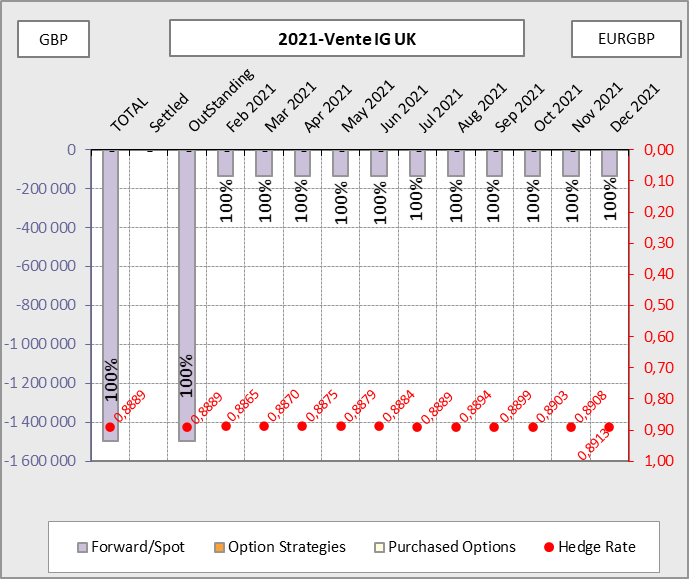 GBP
2021-Vente IG UK
EURGBP
TOTAL
Settled
OutStanding
Feb 2021
Mar 2021
Apr 2021
May 2021
Jun 2021
Jul 2021
Aug 2021
Sep 2021
Oct 2021
Nov 2021
Dec 2021
0
-200 000
-400 000
-600 000
-800 000
-1 000 000
-1 200 000
-1 400 000
-1 600 000
0,00
0,10
0,20
0,30
0,40
0,50
0,60
0,70
0,80
0,90
1,00
100%
100%
100%
100%
100%
100%
100%
100%
100%
100%
100%
100%
100%
0,8889
0,8889
0,8865
0,8870
0,8875
0,8879
0,8884
0,8889
0,8894
0,8899
0,8903
0,8908
0,8913
Forward/Spot
Option Strategies
Purchased Options
Hedge Rate